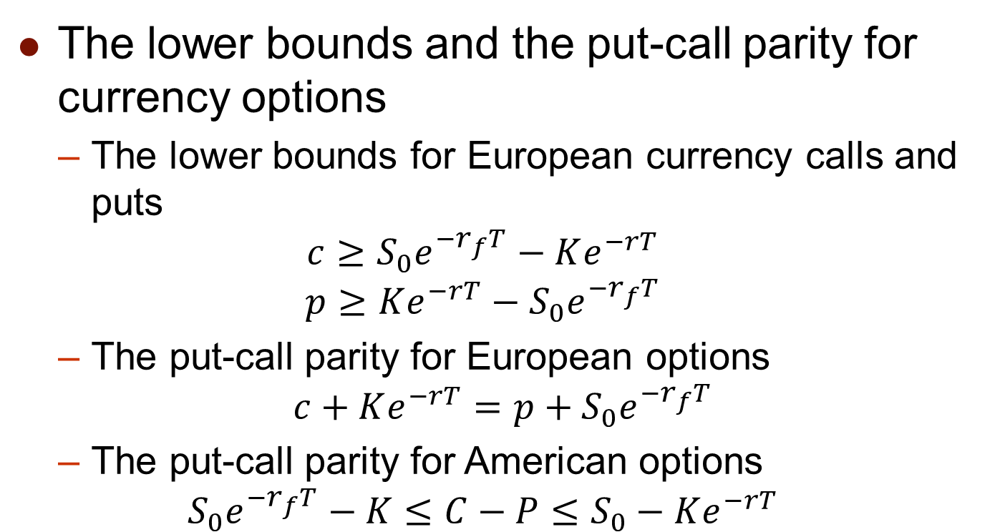 ● The lower bounds and the put-call parity for
currency options
– The lower bounds for European currency calls and
puts
$c \geq S_0e^{-r_fT} - Ke^{-rT}$
$p \geq Ke^{-rT} - S_0e^{-r_fT}$
– The put-call parity for European options
$c + Ke^{-rT} = p + S_0e^{-r_fT}$
– The put-call parity for American options
$S_0e^{-r_fT} - K \leq C - P \leq S_0 - Ke^{-rT}$